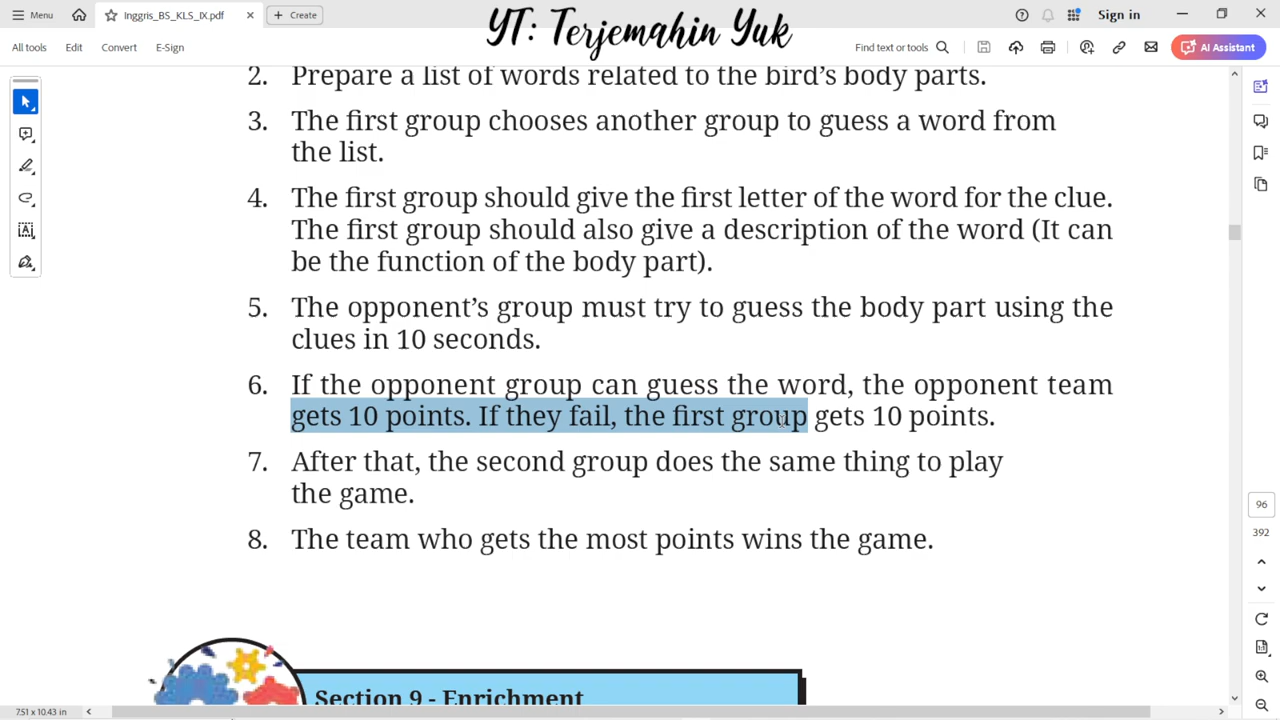 Menu
Inggris_BS_KLS_IX.pdf
Create
YT: Terjemahin Yuk
Sign in
All tools
Edit
Convert
E-Sign
Find text or tools
AI Assistant
2. Prepare a list of words related to the bird's body parts.
3. The first group chooses another group to guess a word from
the list.
4. The first group should give the first letter of the word for the clue.
The first group should also give a description of the word (It can
be the function of the body part).
5. The opponent's group must try to guess the body part using the
clues in 10 seconds.
6. If the opponent group can guess the word, the opponent team
gets 10 points. If they fail, the first group gets 10 points.
7. After that, the second group does the same thing to play
the game.
8. The team who gets the most points wins the game.
96
392
Section 9 - Enrichment
7.51 x 10.43 in